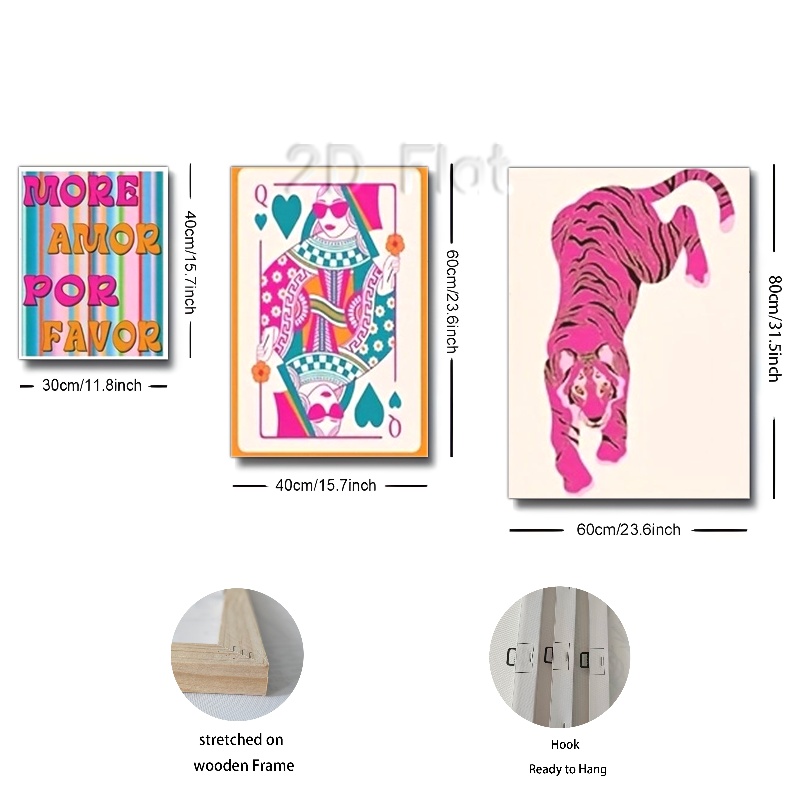 2D Flat
MORE
AMOR
POR
FAVOR
40cm/15.7inch
30cm/11.8inch
Q
Q
60cm/23.6inch
40cm/15.7inch
80cm/31.5inch
60cm/23.6inch
stretched on
wooden Frame
Hook
Ready to Hang